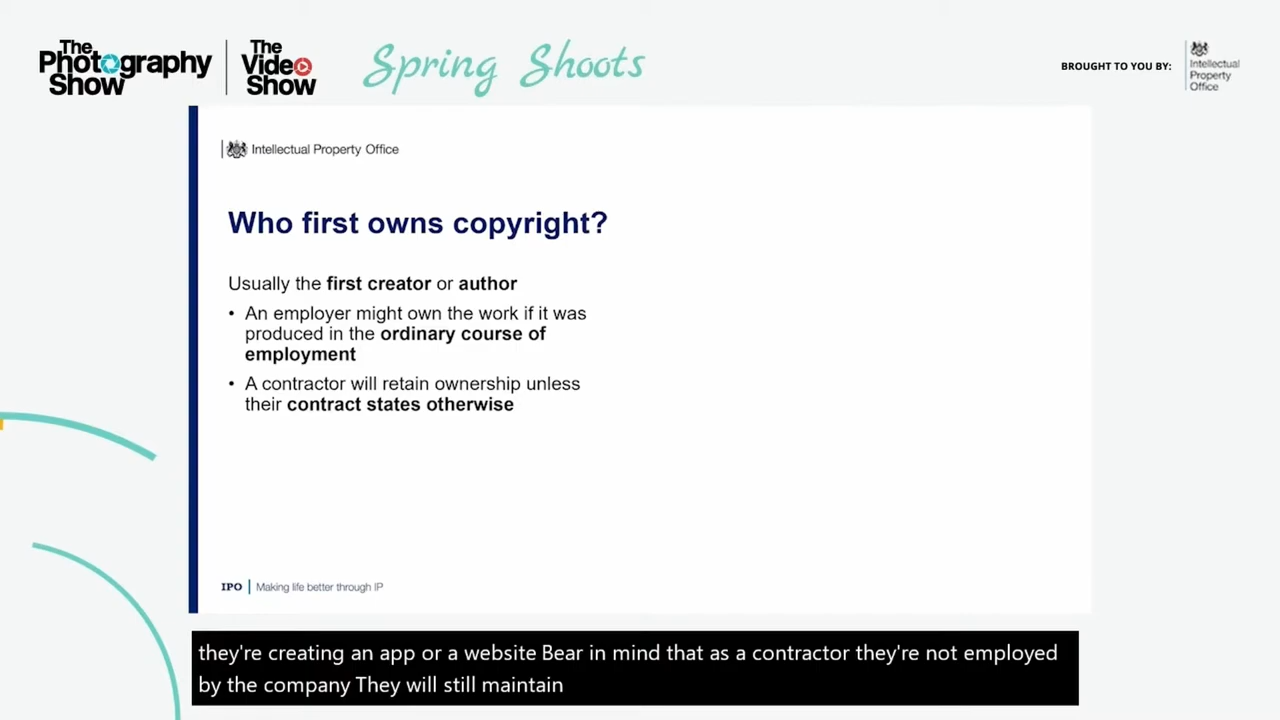 The
Photography
Show
The
Video
Show
Spring Shoots
BROUGHT TO YOU BY:
Intellectual
Property
Office
Intellectual Property Office
Who first owns copyright?
Usually the first creator or author
• An employer might own the work if it was
produced in the ordinary course of
employment
• A contractor will retain ownership unless
their contract states otherwise
IPO | Making life better through IP
they're creating an app or a website Bear in mind that as a contractor they're not employed
by the company They will still maintain